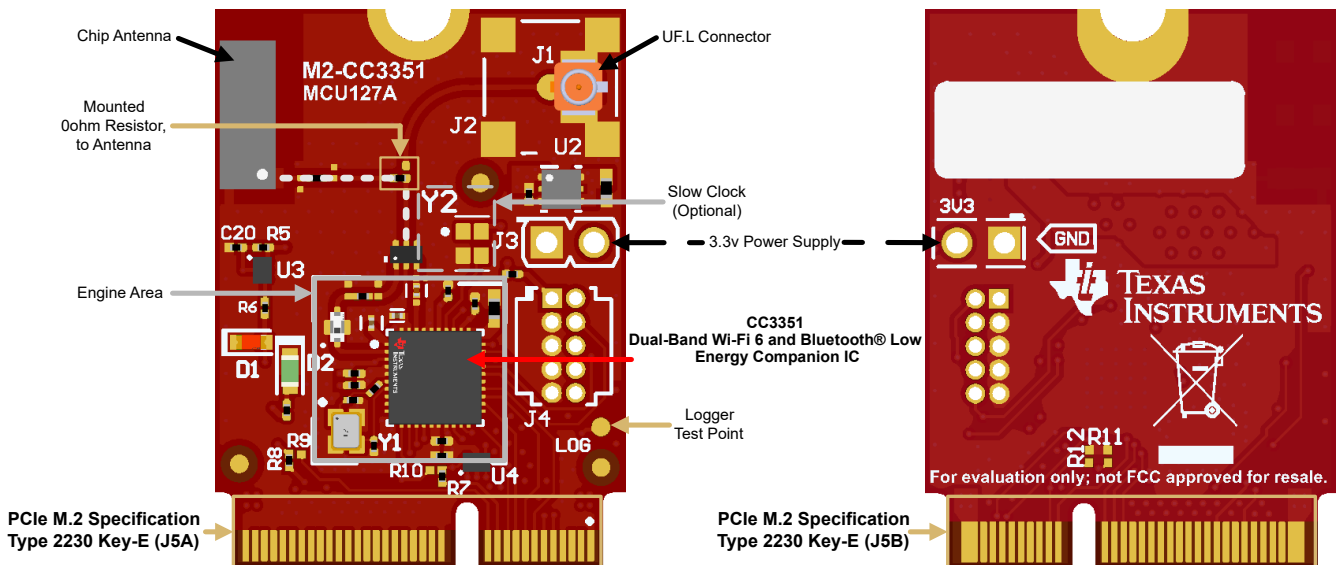 Chip Antenna
Mounted
0ohm Resistor,
to Antenna
Engine Area
PCIe M.2 Specification
Type 2230 Key-E (J5A)
M2-CC3351
MCU127A
J1
J2
U2
Y2
J3
C20 R5
U3
R6
D1
D2
TEXAS
INSTRUMENTS
Y1
J4
LOG
R8
R9
R10
R7
U4
UF.L Connector
Slow Clock
(Optional)
3.3v Power Supply
CC3351
Dual-Band Wi-Fi 6 and Bluetooth® Low
Energy Companion IC
Logger
Test Point
PCIe M.2 Specification
Type 2230 Key-E (J5B)
3V3
GND
TEXAS
INSTRUMENTS
R12
R11
For evaluation only; not FCC approved for resale.